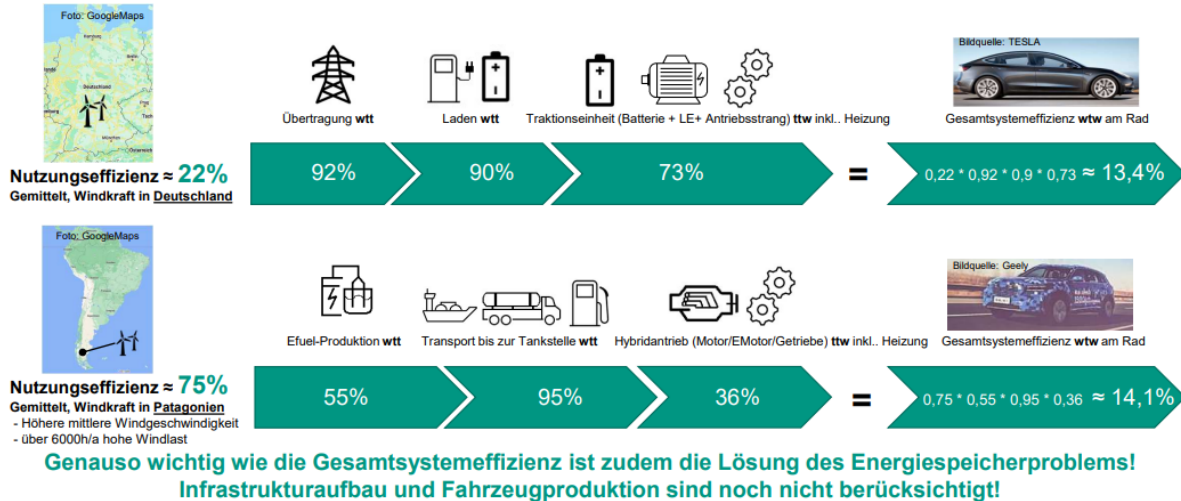 Foto: GoogleMaps
Bildquelle: TESLA
Übertragung wtt
Laden wtt
Traktionseinheit (Batterie + LE+ Antriebsstrang) ttw inkl.. Heizung
Gesamtsystemeffizienz wtw am Rad
Nutzungseffizienz ≈ 22%
Gemittelt, Windkraft in Deutschland
92%
90%
73%
=
0,22 * 0,92 * 0,9 * 0,73 ≈ 13,4%
Foto: GoogleMaps
Bildquelle: Geely
Efuel-Produktion wtt
Transport bis zur Tankstelle wtt
Hybridantrieb (Motor/EMotor/Getriebe) ttw inkl.. Heizung
Gesamtsystemeffizienz wtw am Rad
Nutzungseffizienz ≈ 75%
Gemittelt, Windkraft in Patagonien
- Höhere mittlere Windgeschwindigkeit
- über 6000h/a hohe Windlast
55%
95%
36%
=
0,75 * 0,55 * 0,95 * 0,36 ≈ 14,1%
Genauso wichtig wie die Gesamtsystemeffizienz ist zudem die Lösung des Energiespeicherproblems!
Infrastrukturaufbau und Fahrzeugproduktion sind noch nicht berücksichtigt!